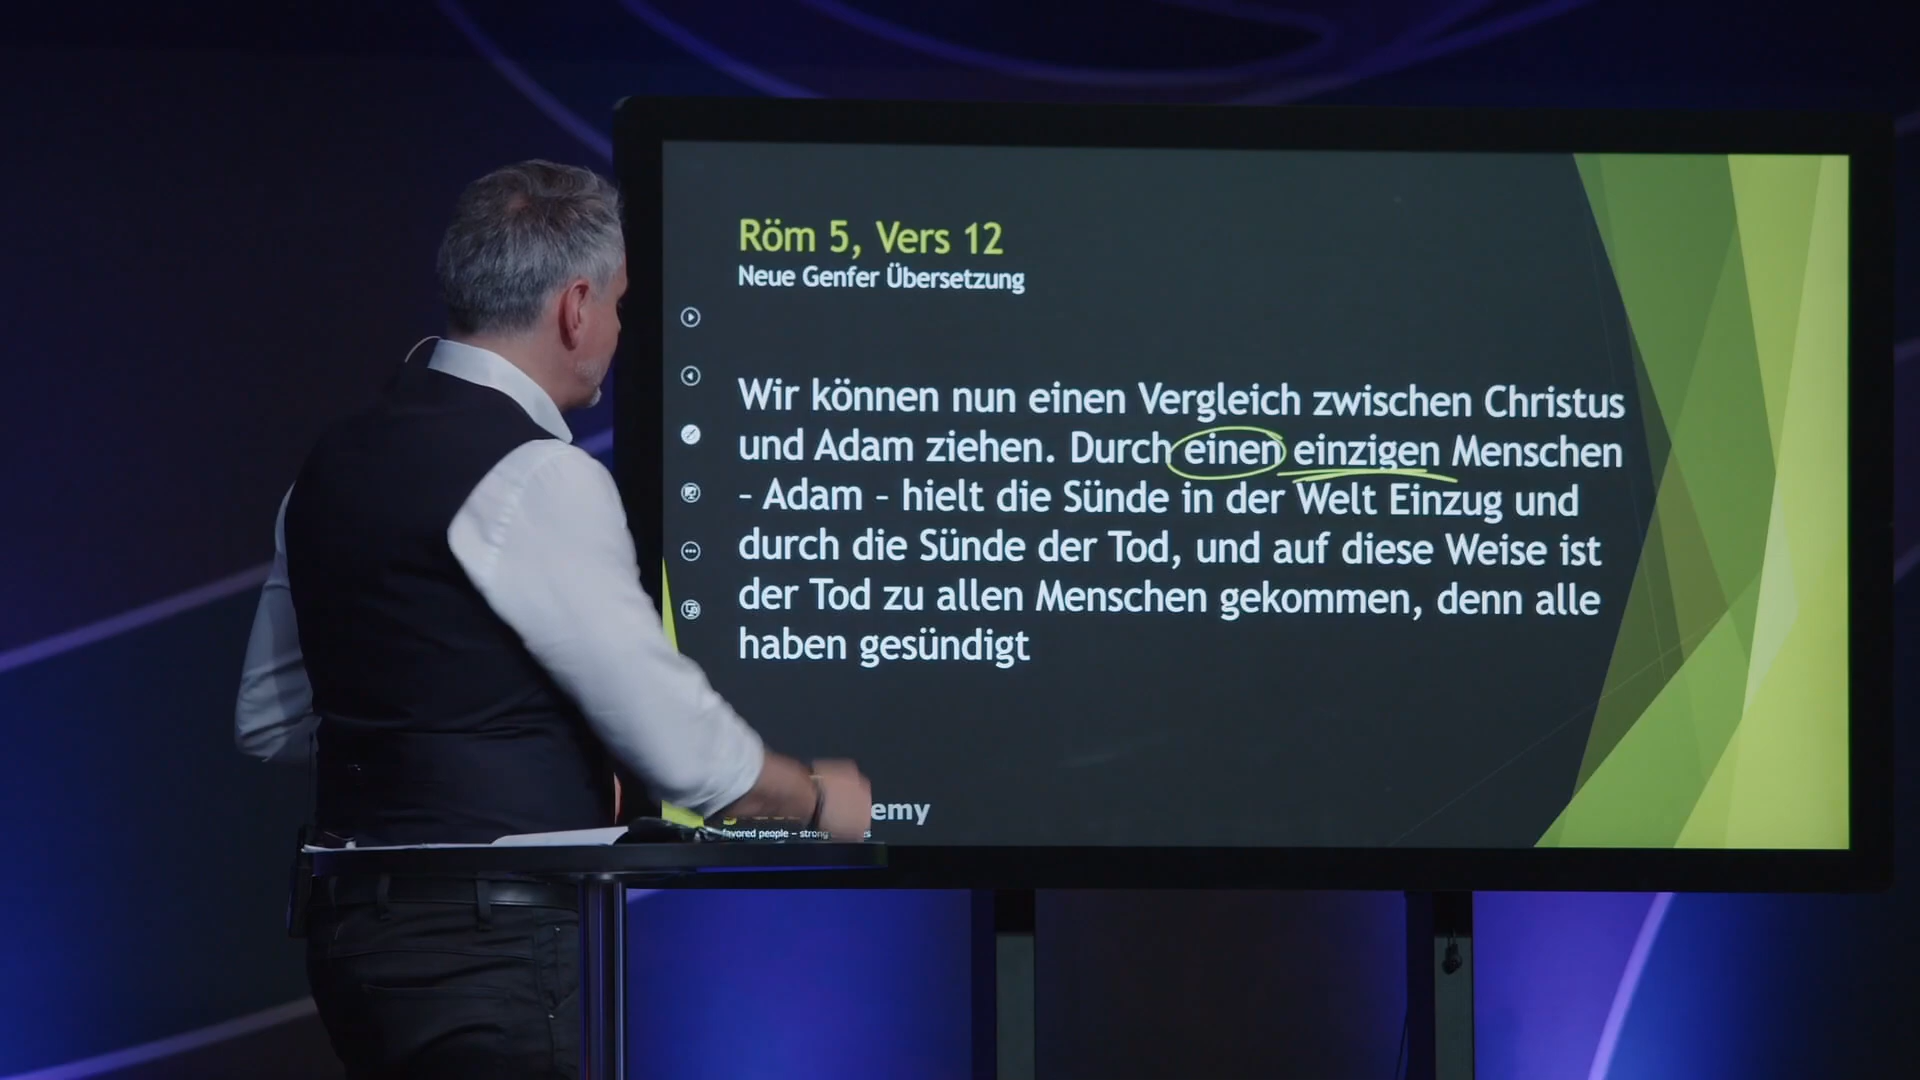 Röm 5, Vers 12
Neue Genfer Übersetzung
Wir können nun einen Vergleich zwischen Christus
und Adam ziehen. Durch einen einzigen Menschen
– Adam – hielt die Sünde in der Welt Einzug und
durch die Sünde der Tod, und auf diese Weise ist
der Tod zu allen Menschen gekommen, denn alle
haben gesündigt
favored people – strong